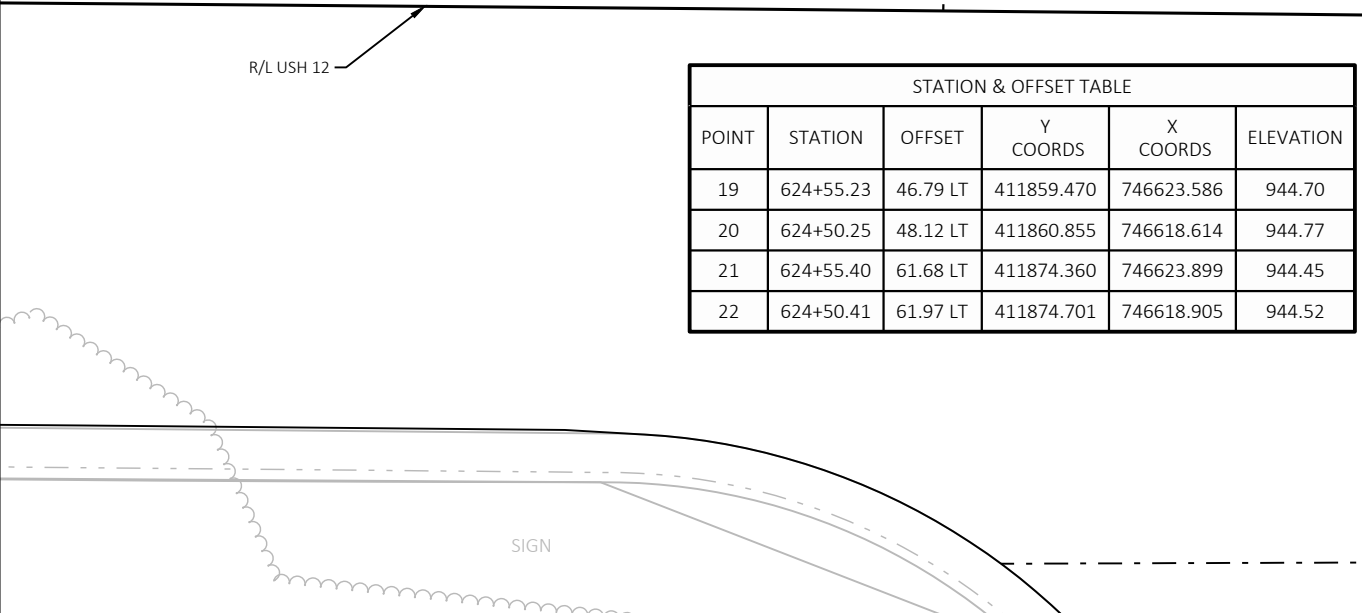 R/L USH 12
STATION & OFFSET TABLE
POINT STATION OFFSET Y COORDS X COORDS ELEVATION
19 624+55.23 46.79 LT 411859.470 746623.586 944.70
20 624+50.25 48.12 LT 411860.855 746618.614 944.77
21 624+55.40 61.68 LT 411874.360 746623.899 944.45
22 624+50.41 61.97 LT 411874.701 746618.905 944.52
SIGN